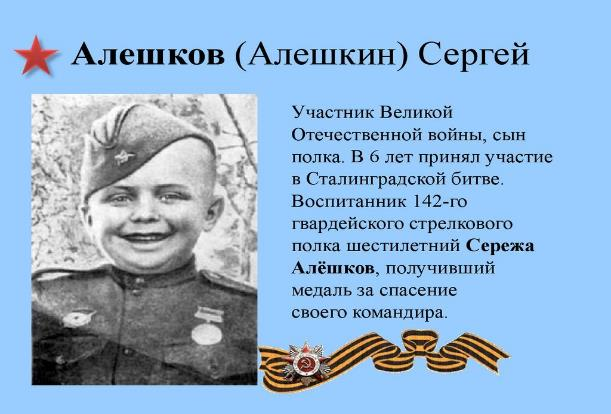 Алешков (Алешкин) Сергей
Участник Великой
Отечественной войны, сын
полка. В 6 лет принял участие
в Сталинградской битве.
Воспитанник 142-го
гвардейского стрелкового
полка шестилетний Сережа
Алёшков, получивший
медаль за спасение
своего командира.